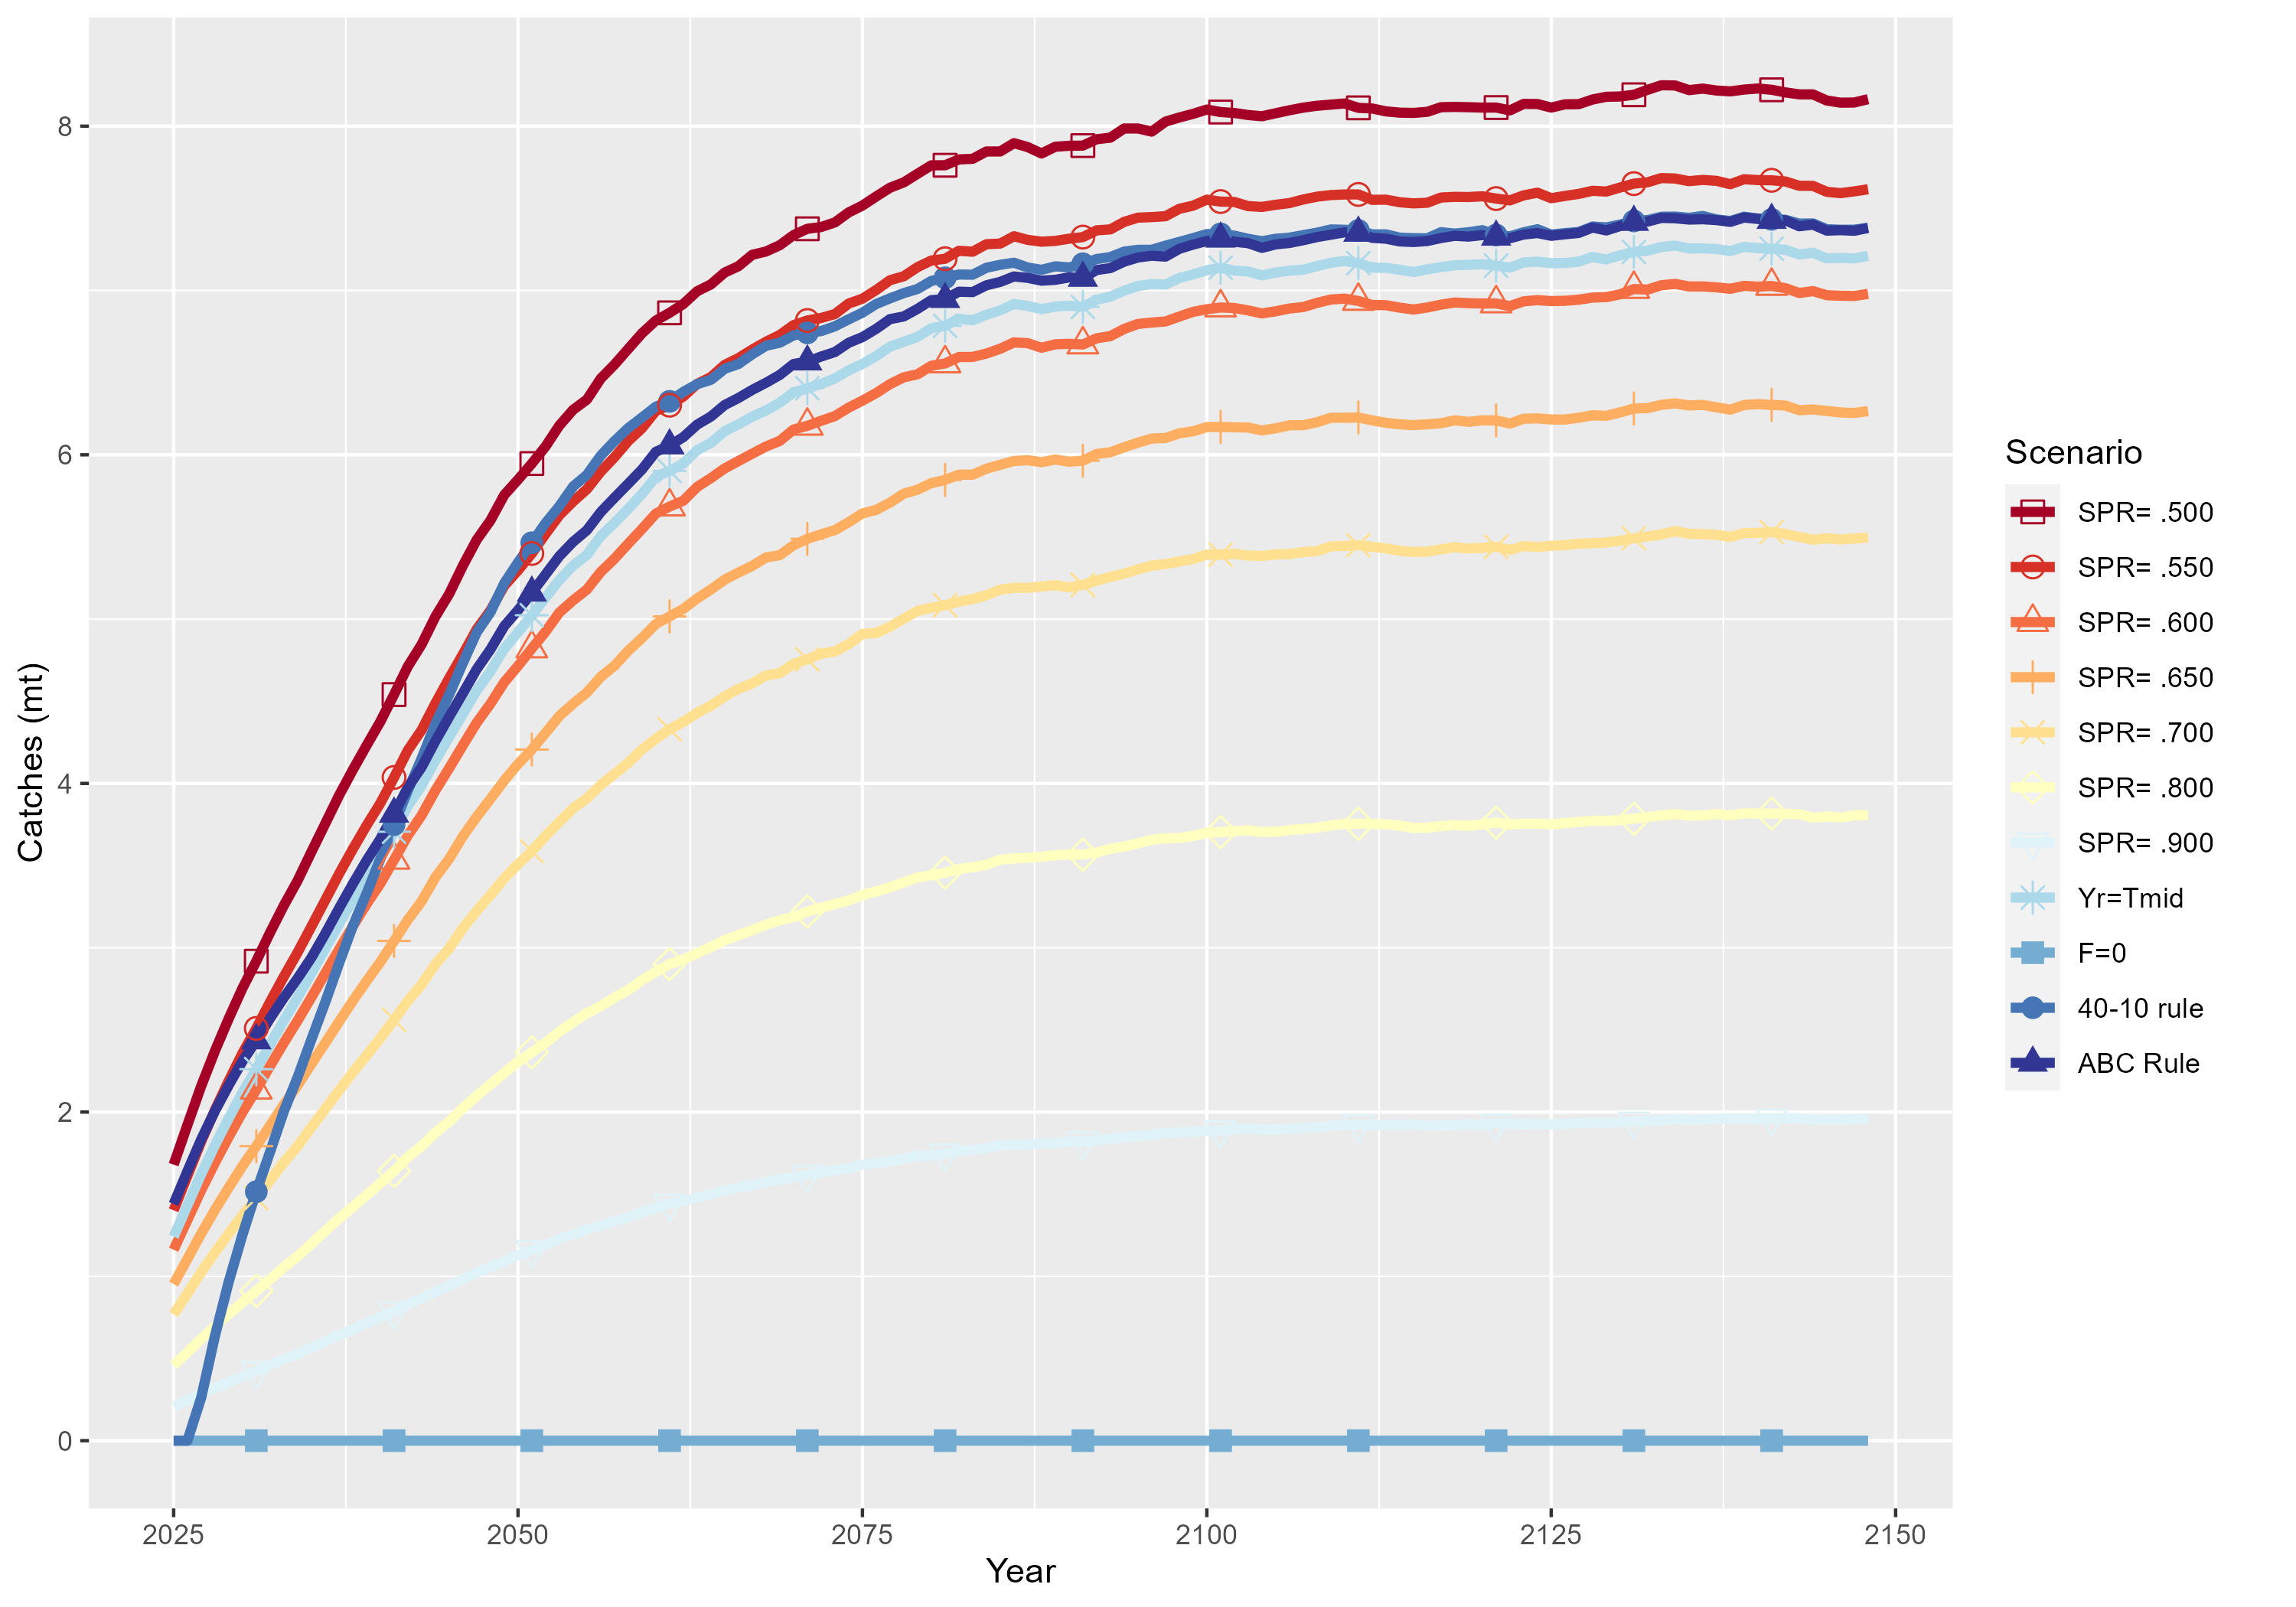 Catches (mt)
8
6
4
2
0
2025 2050 2075 2100 2125 2150
Year
Scenario
SPR= .500
SPR= .550
SPR= .600
SPR= .650
SPR= .700
SPR= .800
SPR= .900
Yr=Tmid
F=0
40-10 rule
ABC Rule